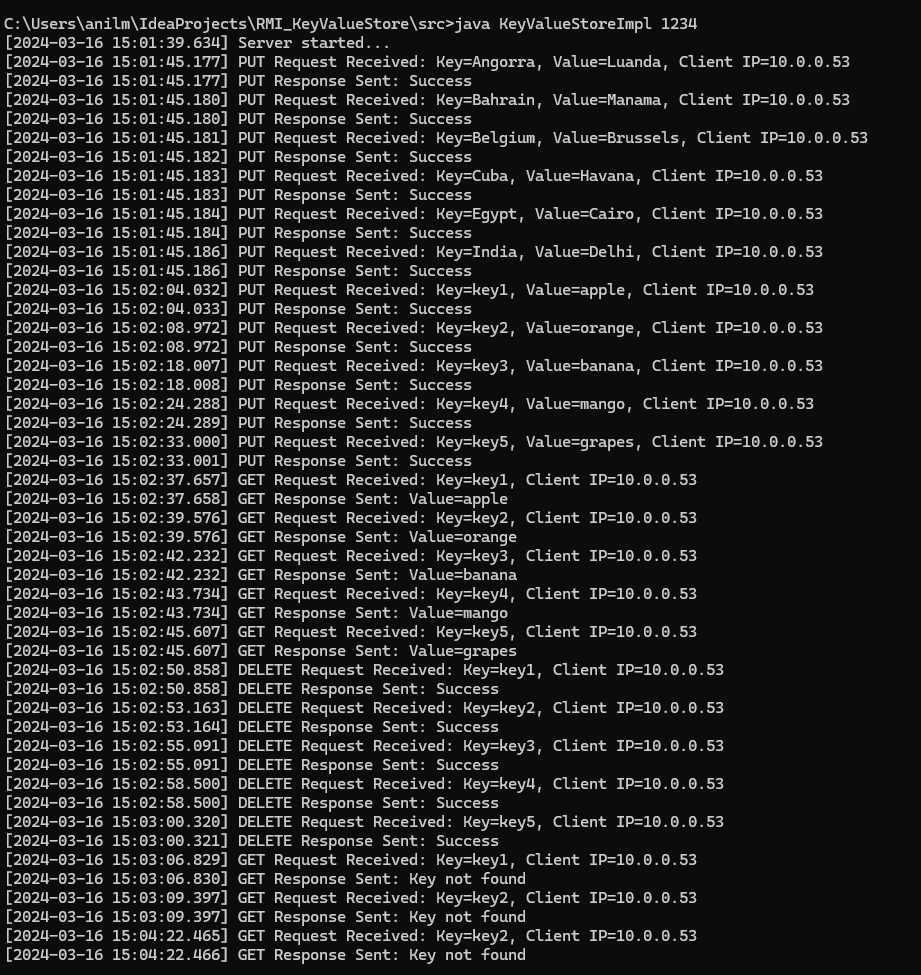 C:\Users\anilm\IdeaProjects\RMI_KeyValueStore\src>java KeyValueStoreImpl 1234
[2024-03-16 15:01:39.634] Server started...
[2024-03-16 15:01:45.177] PUT Request Received: Key=Angorra, Value=Luanda, Client IP=10.0.0.53
[2024-03-16 15:01:45.177] PUT Response Sent: Success
[2024-03-16 15:01:45.180] PUT Request Received: Key=Bahrain, Value=Manama, Client IP=10.0.0.53
[2024-03-16 15:01:45.180] PUT Response Sent: Success
[2024-03-16 15:01:45.181] PUT Request Received: Key=Belgium, Value=Brussels, Client IP=10.0.0.53
[2024-03-16 15:01:45.182] PUT Response Sent: Success
[2024-03-16 15:01:45.183] PUT Request Received: Key=Cuba, Value=Havana, Client IP=10.0.0.53
[2024-03-16 15:01:45.183] PUT Response Sent: Success
[2024-03-16 15:01:45.184] PUT Request Received: Key=Egypt, Value=Cairo, Client IP=10.0.0.53
[2024-03-16 15:01:45.184] PUT Response Sent: Success
[2024-03-16 15:01:45.186] PUT Request Received: Key=India, Value=Delhi, Client IP=10.0.0.53
[2024-03-16 15:01:45.186] PUT Response Sent: Success
[2024-03-16 15:02:04.032] PUT Request Received: Key=key1, Value=apple, Client IP=10.0.0.53
[2024-03-16 15:02:04.033] PUT Response Sent: Success
[2024-03-16 15:02:08.972] PUT Request Received: Key=key2, Value=orange, Client IP=10.0.0.53
[2024-03-16 15:02:08.972] PUT Response Sent: Success
[2024-03-16 15:02:18.007] PUT Request Received: Key=key3, Value=banana, Client IP=10.0.0.53
[2024-03-16 15:02:18.008] PUT Response Sent: Success
[2024-03-16 15:02:24.288] PUT Request Received: Key=key4, Value=mango, Client IP=10.0.0.53
[2024-03-16 15:02:24.289] PUT Response Sent: Success
[2024-03-16 15:02:33.000] PUT Request Received: Key=key5, Value=grapes, Client IP=10.0.0.53
[2024-03-16 15:02:33.001] PUT Response Sent: Success
[2024-03-16 15:02:37.657] GET Request Received: Key=key1, Client IP=10.0.0.53
[2024-03-16 15:02:37.658] GET Response Sent: Value=apple
[2024-03-16 15:02:39.576] GET Request Received: Key=key2, Client IP=10.0.0.53
[2024-03-16 15:02:39.576] GET Response Sent: Value=orange
[2024-03-16 15:02:42.232] GET Request Received: Key=key3, Client IP=10.0.0.53
[2024-03-16 15:02:42.232] GET Response Sent: Value=banana
[2024-03-16 15:02:43.734] GET Request Received: Key=key4, Client IP=10.0.0.53
[2024-03-16 15:02:43.734] GET Response Sent: Value=mango
[2024-03-16 15:02:45.607] GET Request Received: Key=key5, Client IP=10.0.0.53
[2024-03-16 15:02:45.607] GET Response Sent: Value=grapes
[2024-03-16 15:02:50.858] DELETE Request Received: Key=key1, Client IP=10.0.0.53
[2024-03-16 15:02:50.858] DELETE Response Sent: Success
[2024-03-16 15:02:53.163] DELETE Request Received: Key=key2, Client IP=10.0.0.53
[2024-03-16 15:02:53.164] DELETE Response Sent: Success
[2024-03-16 15:02:55.091] DELETE Request Received: Key=key3, Client IP=10.0.0.53
[2024-03-16 15:02:55.091] DELETE Response Sent: Success
[2024-03-16 15:02:58.500] DELETE Request Received: Key=key4, Client IP=10.0.0.53
[2024-03-16 15:02:58.500] DELETE Response Sent: Success
[2024-03-16 15:03:00.320] DELETE Request Received: Key=key5, Client IP=10.0.0.53
[2024-03-16 15:03:00.321] DELETE Response Sent: Success
[2024-03-16 15:03:06.829] GET Request Received: Key=key1, Client IP=10.0.0.53
[2024-03-16 15:03:06.830] GET Response Sent: Key not found
[2024-03-16 15:03:09.397] GET Request Received: Key=key2, Client IP=10.0.0.53
[2024-03-16 15:03:09.397] GET Response Sent: Key not found
[2024-03-16 15:04:22.465] GET Request Received: Key=key2, Client IP=10.0.0.53
[2024-03-16 15:04:22.466] GET Response Sent: Key not found